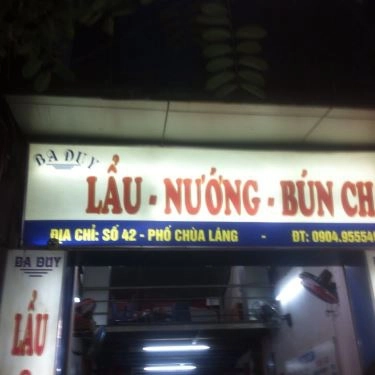 BA DUY
LẨU - NƯỚNG - BÚN CH
ĐỊA CHỈ: SỐ 42 - PHỐ CHÙA LÁNG - ĐT: 0904.95554
BA DUY
LẨU